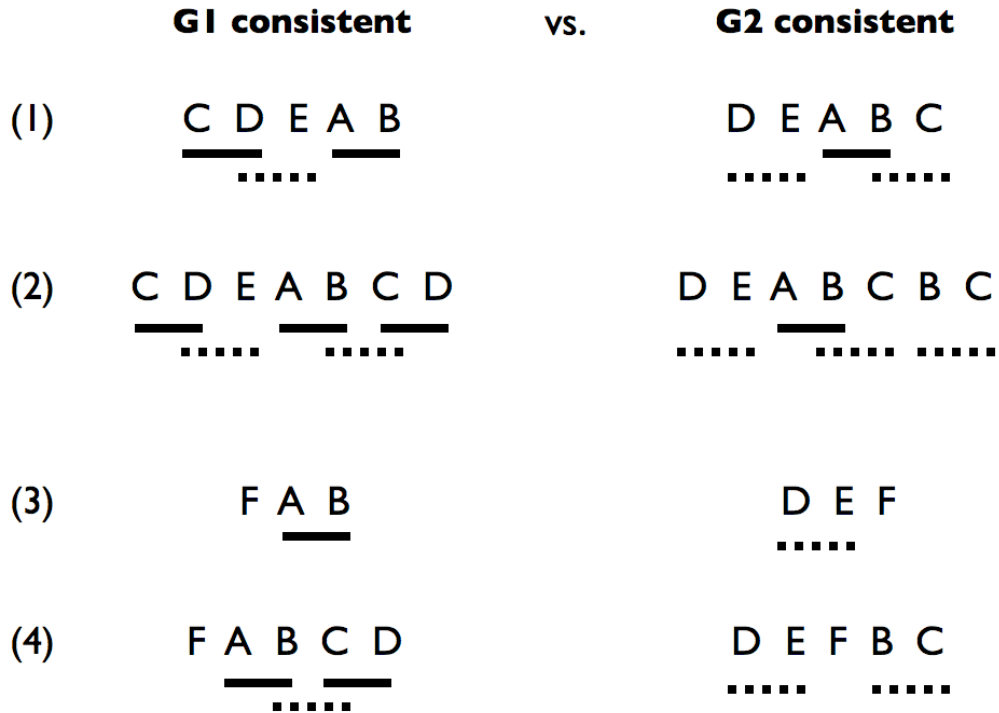 G1 consistent vs. G2 consistent
(1) C D E A B D E A B C
(2) C D E A B C D D E A B C B C
(3) F A B D E F
(4) F A B C D D E F B C